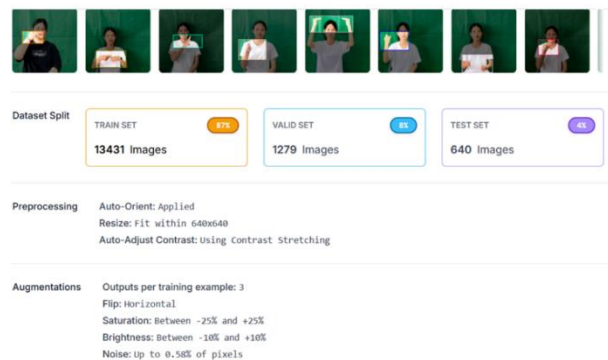 Dataset Split
TRAIN SET 87%
13431 Images
VALID SET 8%
1279 Images
TEST SET 4%
640 Images
Preprocessing
Auto-Orient: Applied
Resize: Fit within 640x640
Auto-Adjust Contrast: Using Contrast Stretching
Augmentations
Outputs per training example: 3
Flip: Horizontal
Saturation: Between -25% and +25%
Brightness: Between -10% and +10%
Noise: Up to 0.58% of pixels